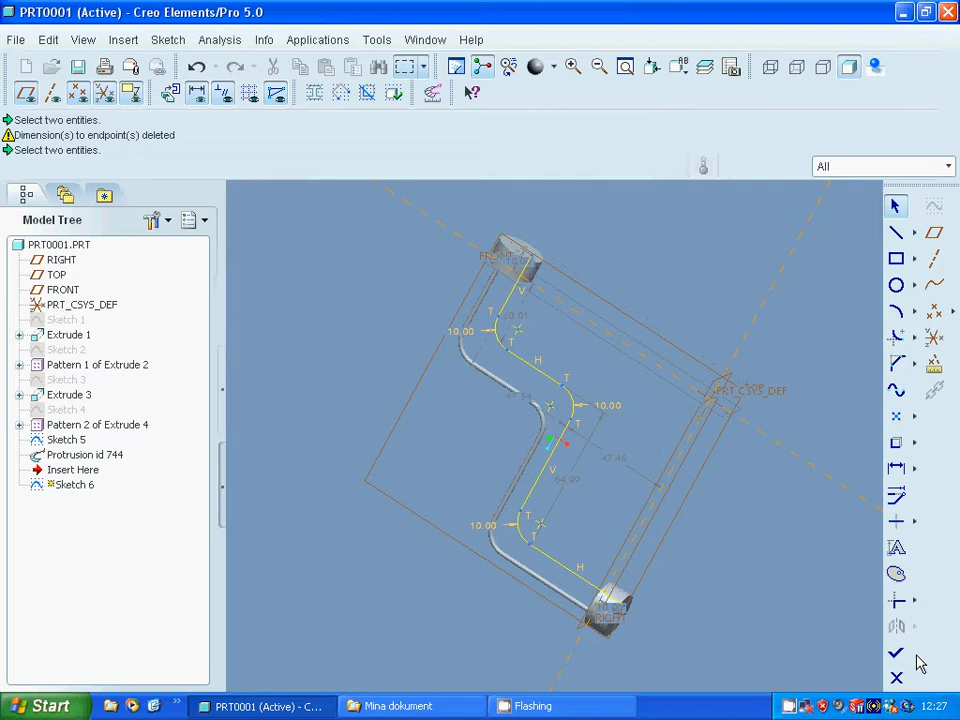 PRT0001 (Active) - Creo Elements/Pro 5.0
File Edit View Insert Sketch Analysis Info Applications Tools Window Help
Select two entities.
Dimension(s) to endpoint(s) deleted
Select two entities.
All
Model Tree
PRT0001.PRT
RIGHT
TOP
FRONT
PRT_CSYS_DEF
Sketch 1
Extrude 1
Sketch 2
Pattern 1 of Extrude 2
Sketch 3
Extrude 3
Sketch 4
Pattern 2 of Extrude 4
Sketch 5
Protrusion id 744
Insert Here
Sketch 6
FRONT
V
T
10.00
T
H
T
10.00
T
PRT_CSYS_DEF
47.46
V
64.99
T
10.00
T
H
RIGHT
Start
PRT0001 (Active) - C...
Mina dokument
Flashing
12:27